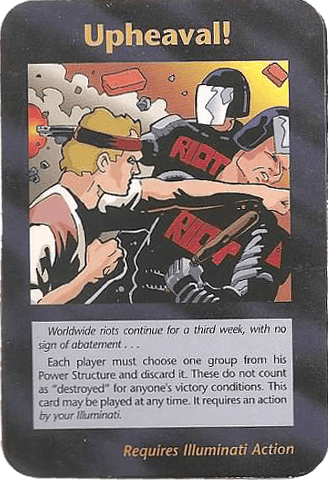 Upheaval!
RIOT
RIOT
Worldwide riots continue for a third week, with no
sign of abatement . . .
Each player must choose one group from his
Power Structure and discard it. These do not count
as "destroyed" for anyone's victory conditions. This
card may be played at any time. It requires an action
by your Illuminati.
Requires Illuminati Action